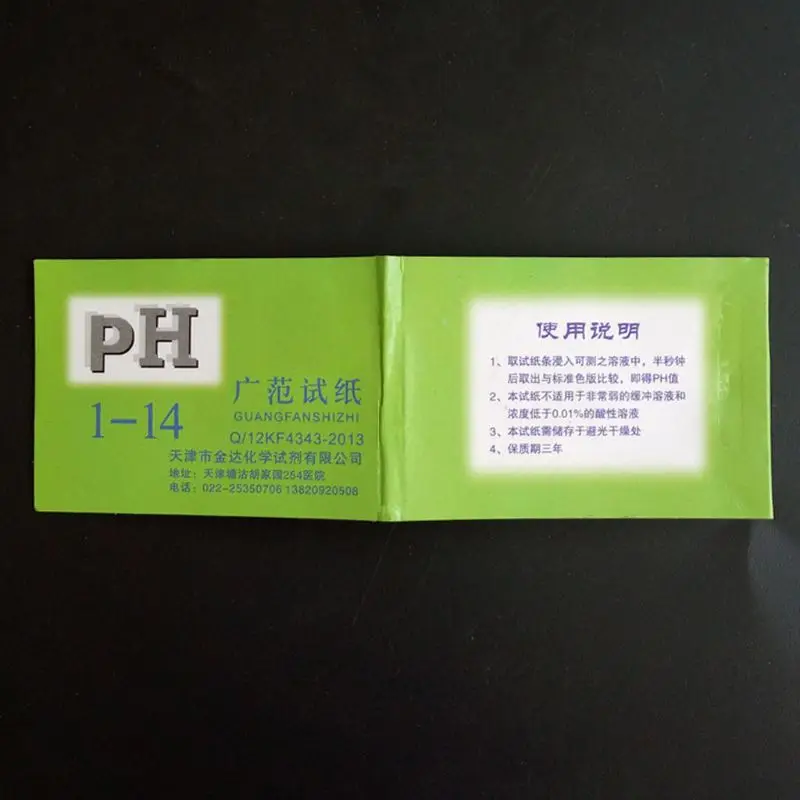 pH
1-14
广范试纸
GUANGFANSHIZHI
Q/12KF4343-2013
天津市金达化学试剂有限公司
地址：天津塘沽胡家园254医院
电话：022-25350706 13820920508
使用说明
1、取试纸条浸入可测之溶液中，半秒钟
后取出与标准色版比较，即得PH值
2、本试纸不适用于非常弱的缓冲溶液和
浓度低于0.01%的酸性溶液
3、本试纸需储存于避光干燥处
4、保质期三年